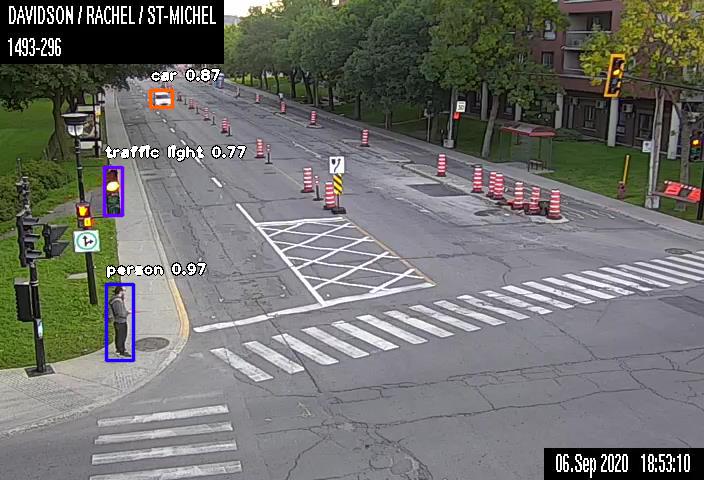 DAVIDSON / RACHEL / ST-MICHEL
1493-296
car 0.87
traffic light 0.77
person 0.97
06.Sep 2020 18:53:10